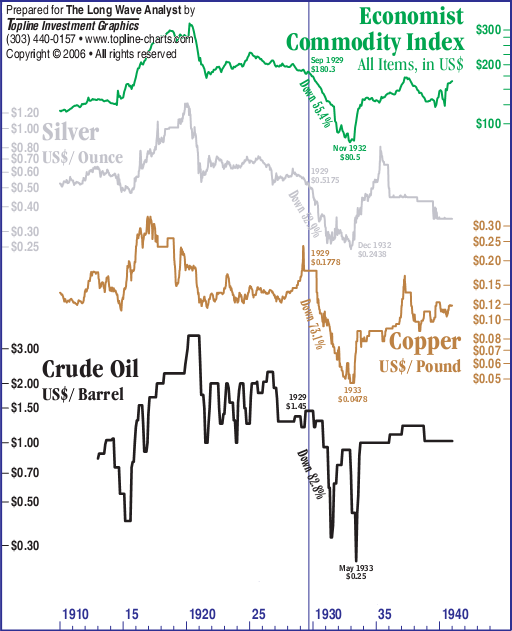 Prepared for The Long Wave Analyst by
Topline Investment Graphics
(303) 440-0157 • www.topline-charts.com
Copyright © 2006 • All rights reserved
Economist
Commodity Index
All Items, in US$
$300
$200
$100
Sep 1929
$180.3
Down 55.4%
Nov 1932
$80.5
Silver
US$/ Ounce
$1.20
$1.00
$0.80
$0.70
$0.60
$0.50
$0.40
$0.30
$0.25
1929
$0.5175
Dec 1932
$0.2438
$0.30
$0.25
$0.20
$0.15
$0.12
$0.10
$0.08
$0.07
$0.06
$0.05
1929
$0.1778
Down 73.1%
1933
$0.0478
Copper
US$/ Pound
Crude Oil
US$/ Barrel
$3.00
$2.00
$1.50
$1.00
$0.70
$0.50
$0.30
1929
$1.45
Down 82.8%
May 1933
$0.25
1910 15 1920 25 1930 35 1940